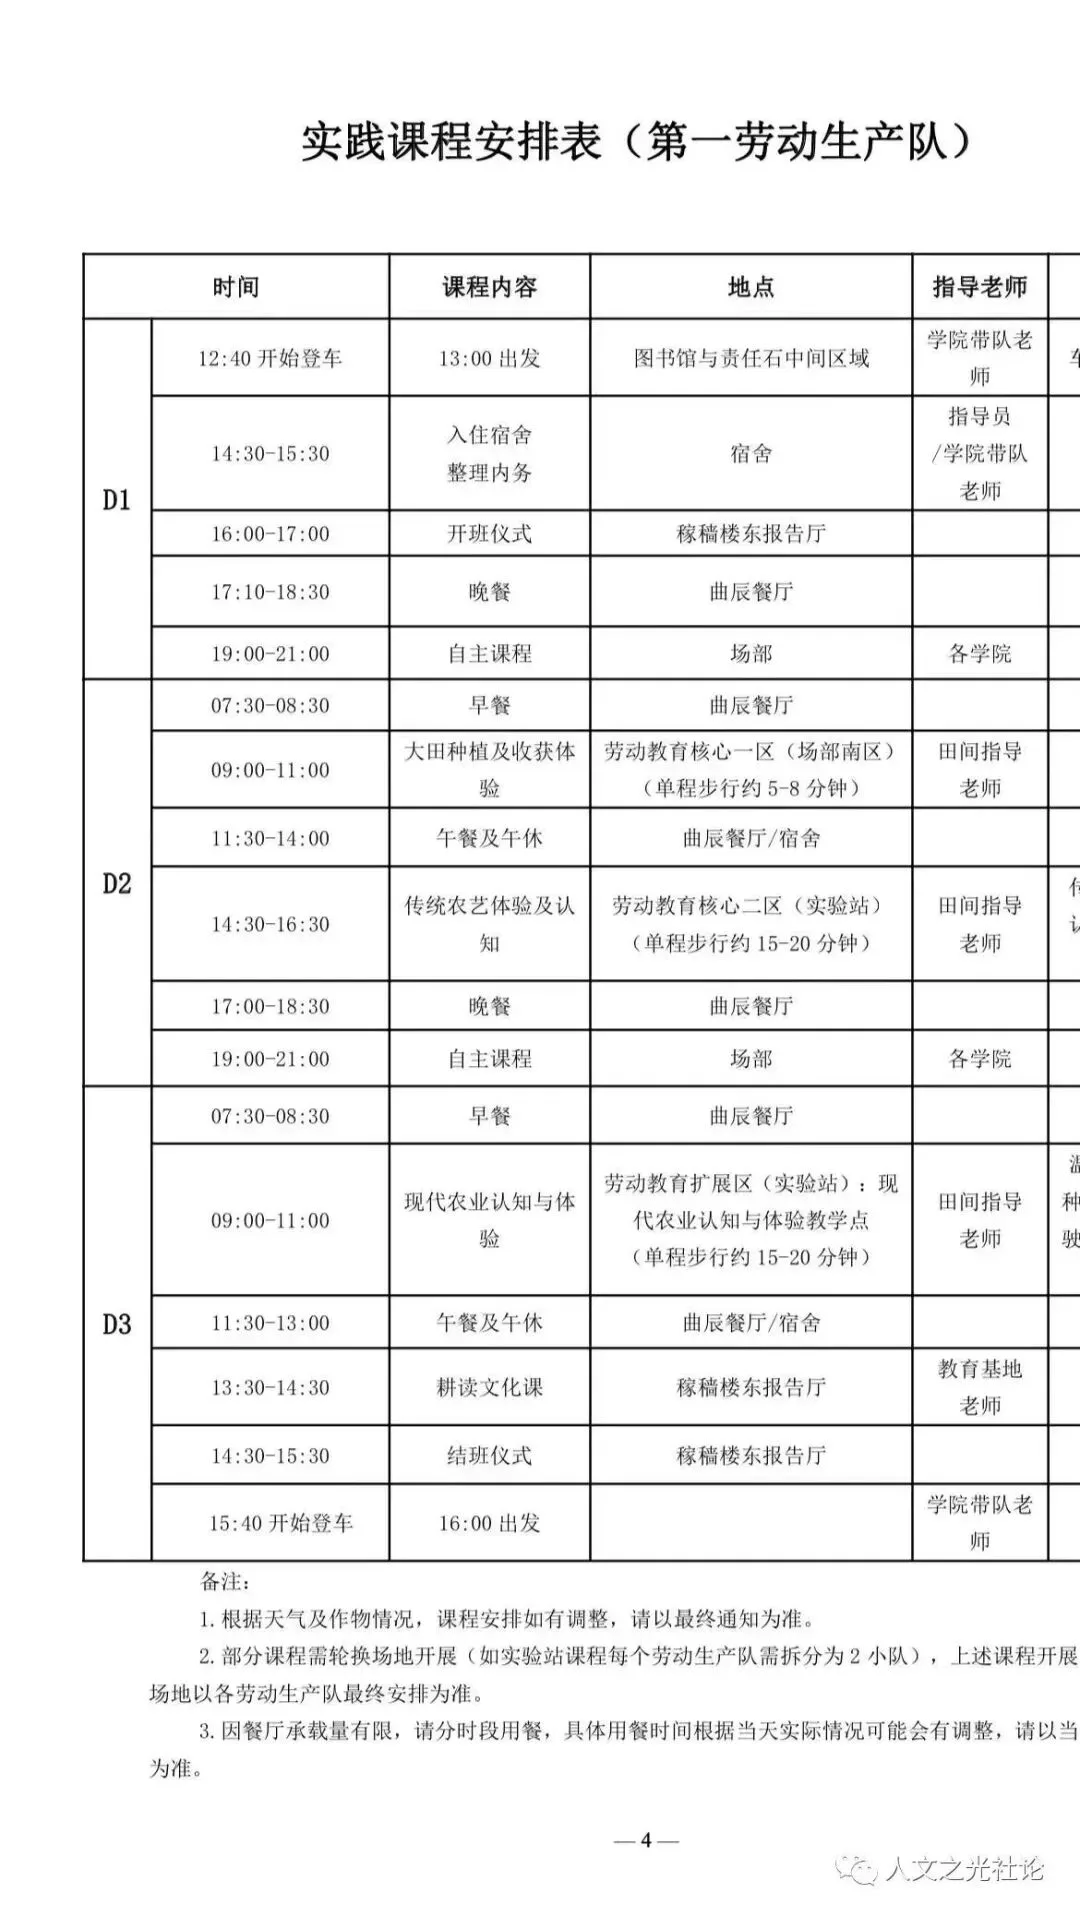 实践课程安排表（第一劳动生产队）
时间 课程内容 地点 指导老师
D1
12:40 开始登车 13:00 出发 图书馆与责任石中间区域 学院带队老
师
14:30-15:30 入住宿舍
整理内务 宿舍 指导员
/学院带队
老师
16:00-17:00 开班仪式 稼穑楼东报告厅
17:10-18:30 晚餐 曲辰餐厅
19:00-21:00 自主课程 场部 各学院
D2
07:30-08:30 早餐 曲辰餐厅
09:00-11:00 大田种植及收获体
验 劳动教育核心一区（场部南区）
（单程步行约 5-8 分钟） 田间指导
老师
11:30-14:00 午餐及午休 曲辰餐厅/宿舍
14:30-16:30 传统农艺体验及认
知 劳动教育核心二区（实验站）
（单程步行约 15-20 分钟） 田间指导
老师
17:00-18:30 晚餐 曲辰餐厅
19:00-21:00 自主课程 场部 各学院
D3
07:30-08:30 早餐 曲辰餐厅
09:00-11:00 现代农业认知与体
验 劳动教育扩展区（实验站）：现
代农业认知与体验教学点
（单程步行约 15-20 分钟） 田间指导
老师 种
驶
11:30-13:00 午餐及午休 曲辰餐厅/宿舍
13:30-14:30 耕读文化课 稼穑楼东报告厅 教育基地
老师
14:30-15:30 结班仪式 稼穑楼东报告厅
15:40 开始登车 16:00 出发 学院带队老
师
备注：
1.根据天气及作物情况，课程安排如有调整，请以最终通知为准。
2.部分课程需轮换场地开展（如实验站课程每个劳动生产队需拆分为 2 小队），上述课程开展
场地以各劳动生产队最终安排为准。
3.因餐厅承载量有限，请分时段用餐，具体用餐时间根据当天实际情况可能会有调整，请以当
为准。
— 4 —
人文之光社论